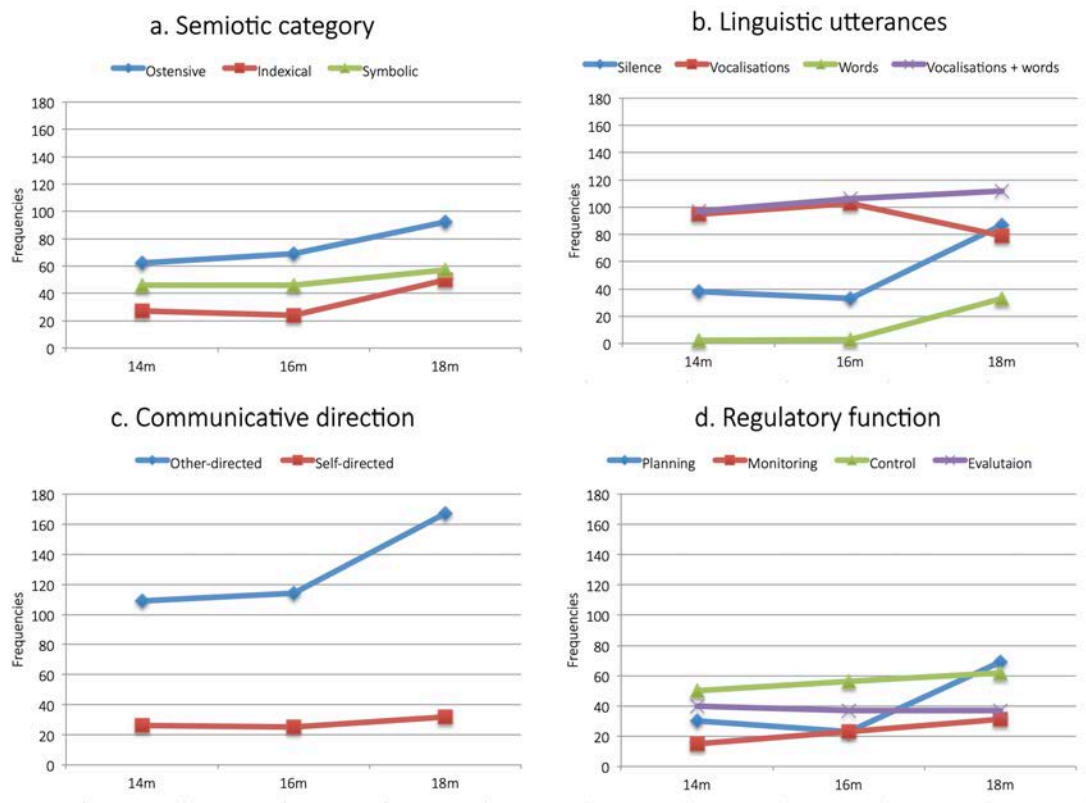 a. Semiotic category
Ostensive Indexical Symbolic
Frequencies
180
160
140
120
100
80
60
40
20
0
14m 16m 18m
b. Linguistic utterances
Silence Vocalisations Words Vocalisations + words
Frequencies
180
160
140
120
100
80
60
40
20
0
14m 16m 18m
c. Communicative direction
Other-directed Self-directed
Frequencies
180
160
140
120
100
80
60
40
20
0
14m 16m 18m
d. Regulatory function
Planning Monitoring Control Evalutaion
Frequencies
180
160
140
120
100
80
60
40
20
0
14m 16m 18m